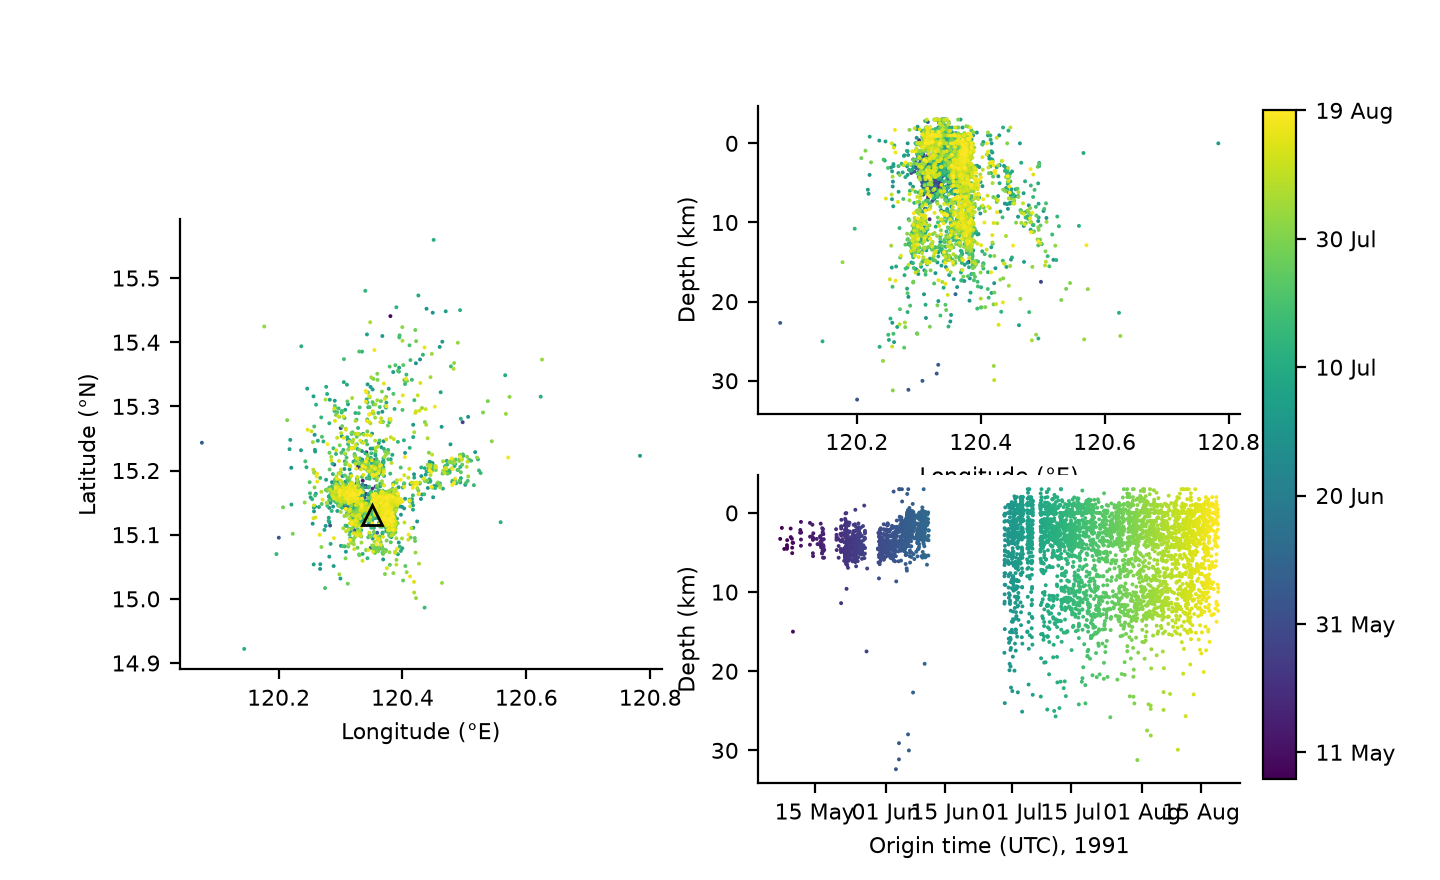 Latitude (°N)
15.5
15.4
15.3
15.2
15.1
15.0
14.9
120.2 120.4 120.6 120.8
Longitude (°E)
Depth (km)
0
10
20
30
120.2 120.4 120.6 120.8
Longitude (°E)
Depth (km)
0
10
20
30
15 May 01 Jun 15 Jun 01 Jul 15 Jul 01 Aug 15 Aug
Origin time (UTC), 1991
19 Aug
30 Jul
10 Jul
20 Jun
31 May
11 May